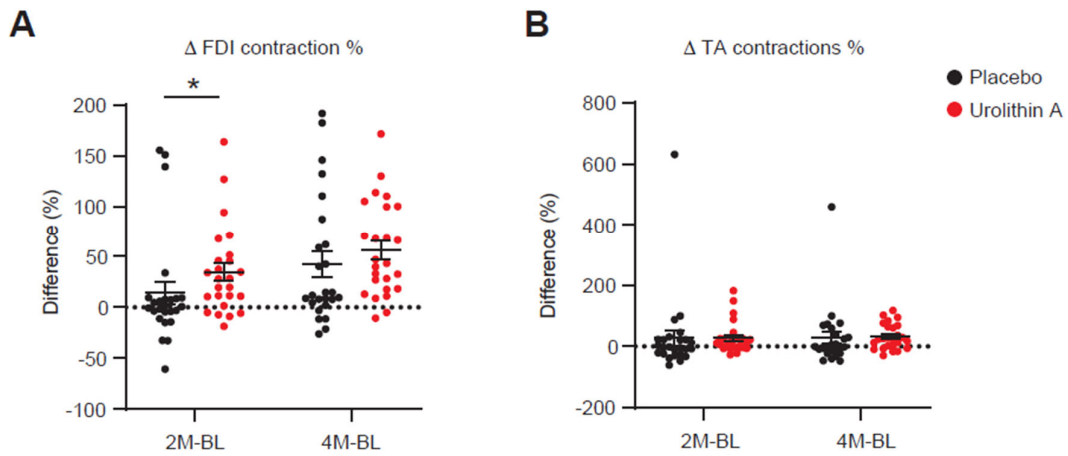 A
Δ FDI contraction %
*
Difference (%)
200
150
100
50
0
-50
-100
2M-BL
4M-BL
B
Δ TA contractions %
Difference (%)
800
600
400
200
0
-200
2M-BL
4M-BL
Placebo
Urolithin A